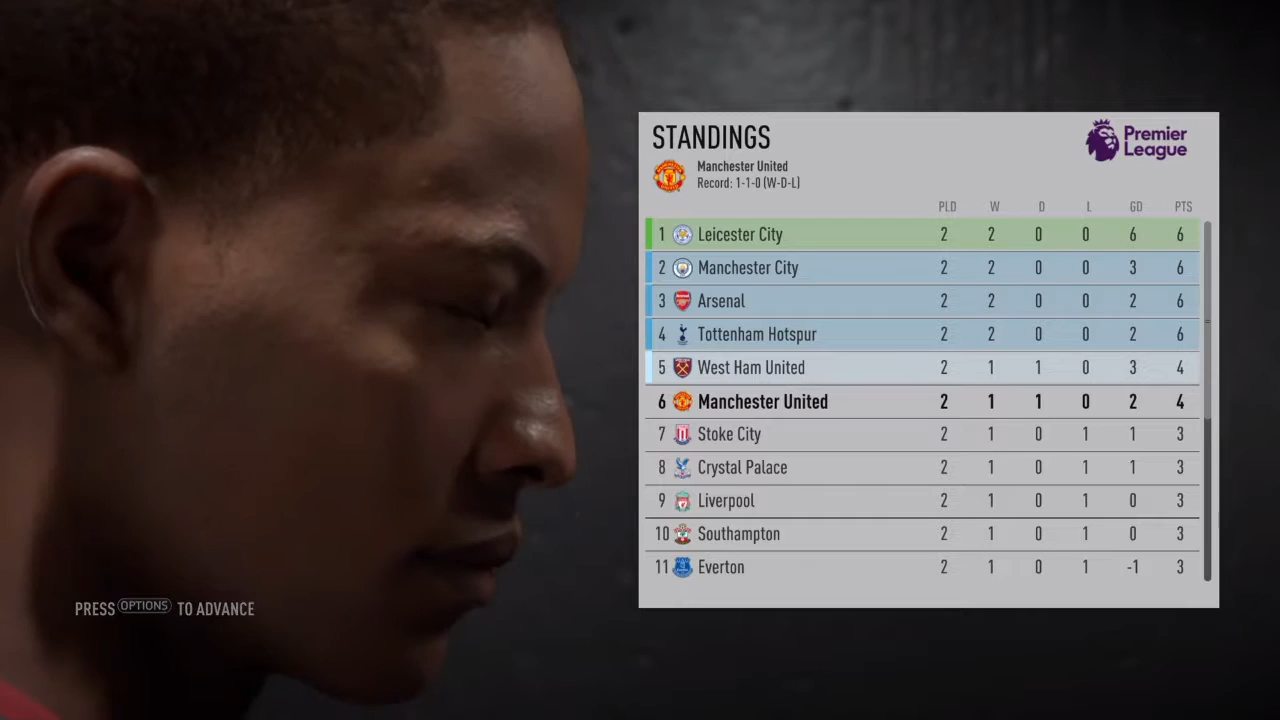 STANDINGS
Premier
League
Manchester United
Record: 1-1-0 (W-D-L)
PLD W D L GD PTS
1 Leicester City 2 2 0 0 6 6
2 Manchester City 2 2 0 0 3 6
3 Arsenal 2 2 0 0 2 6
4 Tottenham Hotspur 2 2 0 0 2 6
5 West Ham United 2 1 1 0 3 4
6 Manchester United 2 1 1 0 2 4
7 Stoke City 2 1 0 1 1 3
8 Crystal Palace 2 1 0 1 1 3
9 Liverpool 2 1 0 1 0 3
10 Southampton 2 1 0 1 0 3
11 Everton 2 1 0 1 -1 3
PRESS OPTIONS TO ADVANCE